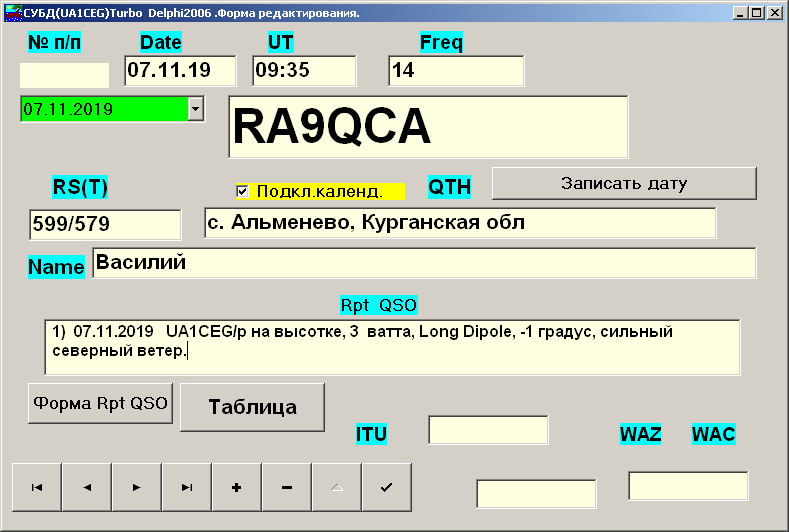 СУБД(UA1CEG)Turbo Delphi2006 .Форма редактирования.
№ п/п Date UT Freq
07.11.19 09:35 14
07.11.2019
RA9QCA
RS(T) Подкл.календ. QTH Записать дату
599/579 с. Альменево, Курганская обл
Name Василий
Rpt QSO
1) 07.11.2019 UA1CEG/p на высотке, 3 ватта, Long Dipole, -1 градус, сильный
северный ветер.
Форма Rpt QSO Таблица
ITU WAZ WAC